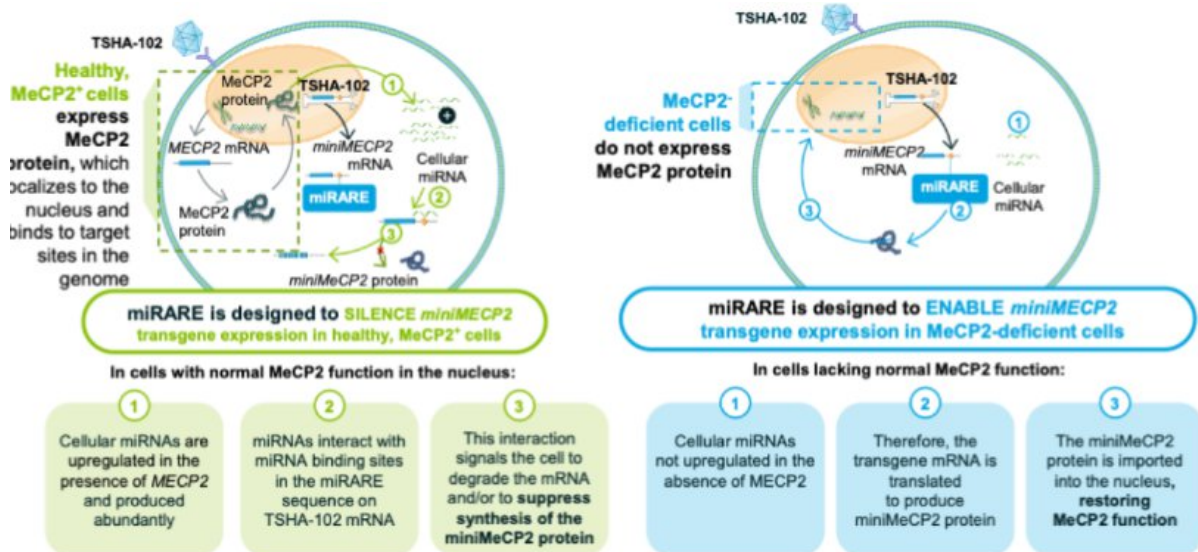 TSHA-102
Healthy,
MeCP2⁺ cells
express
MeCP2
protein, which
ocalizes to the
nucleus and
binds to target
sites in the
genome
MeCP2
protein
TSHA-102
1
MECP2 mRNA
miniMECP2
mRNA
Cellular
miRNA
miRARE
2
MeCP2
protein
3
miniMeCP2 protein
miRARE is designed to SILENCE miniMECP2
transgene expression in healthy, MeCP2⁺ cells
In cells with normal MeCP2 function in the nucleus:
1
Cellular miRNAs are
upregulated in the
presence of MECP2
and produced
abundantly
2
miRNAs interact with
miRNA binding sites
in the miRARE
sequence on
TSHA-102 mRNA
3
This interaction
signals the cell to
degrade the mRNA
and/or to suppress
synthesis of the
miniMeCP2 protein
TSHA-102
MeCP2⁻
deficient cells
do not express
MeCP2 protein
TSHA-102
miniMECP2
mRNA
1
miRARE
Cellular
miRNA
2
3
miRARE is designed to ENABLE miniMECP2
transgene expression in MeCP2-deficient cells
In cells lacking normal MeCP2 function:
1
Cellular miRNAs
not upregulated in the
absence of MECP2
2
Therefore, the
transgene mRNA is
translated
to produce
miniMeCP2 protein
3
The miniMeCP2
protein is imported
into the nucleus,
restoring
MeCP2 function